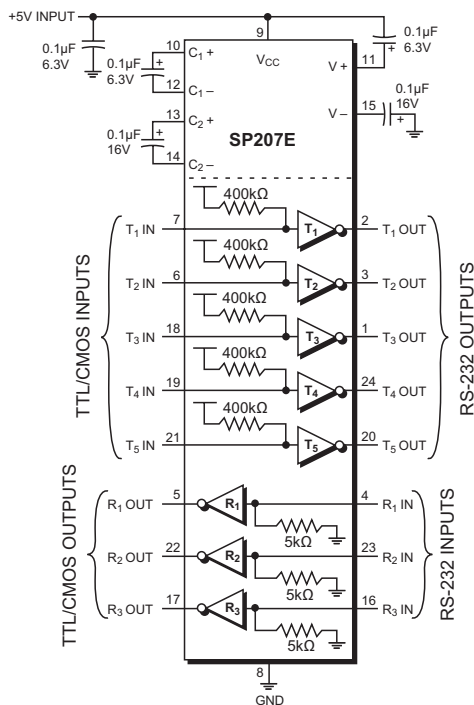 +5V INPUT
0.1µF
6.3V
10
C1 +
9
VCC
0.1µF
6.3V
V +
11
0.1µF
6.3V
12
C1 –
13
C2 +
15
V –
0.1µF
16V
0.1µF
16V
14
C2 –
SP207E
400kΩ
T1 IN
7
T1
2
T1 OUT
400kΩ
T2 IN
6
T2
3
T2 OUT
400kΩ
T3 IN
18
T3
1
T3 OUT
400kΩ
T4 IN
19
T4
24
T4 OUT
400kΩ
T5 IN
21
T5
20
T5 OUT
TTL/CMOS INPUTS
RS-232 OUTPUTS
R1 OUT
5
R1
4
R1 IN
5kΩ
R2 OUT
22
R2
23
R2 IN
5kΩ
R3 OUT
17
R3
16
R3 IN
5kΩ
TTL/CMOS OUTPUTS
RS-232 INPUTS
8
GND